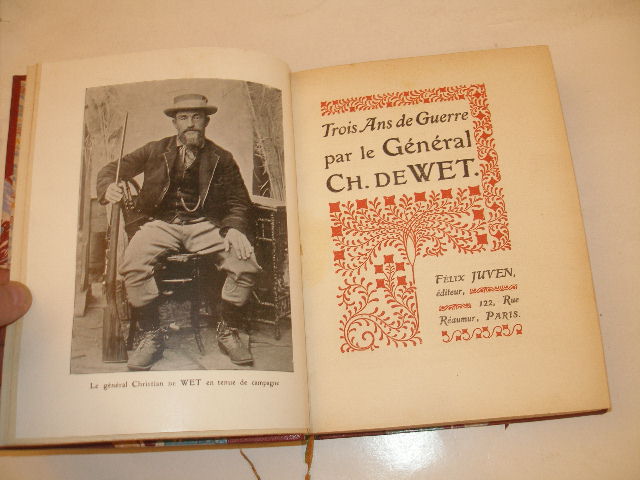 Le général Christian DE WET en tenue de campagne
Trois Ans de Guerre
par le Général
CH. DE WET.
FÉLIX JUVEN,
éditeur,
122, Rue
Réaumur, PARIS.